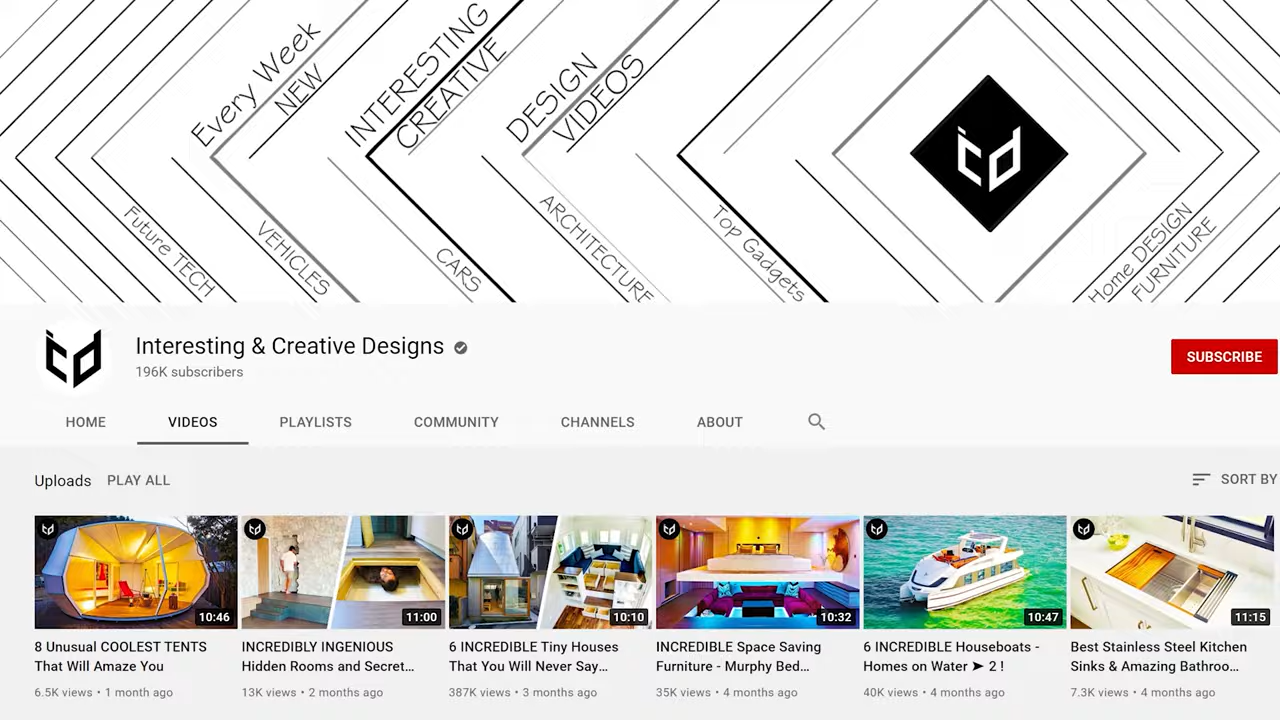 Every Week
NEW
INTERESTING
CREATIVE
DESIGN
VIDEOS
Future TECH
VEHICLES
CARS
ARCHITECTURE
Top Gadgets
Home DESIGN
FURNITURE
icd
icd
Interesting & Creative Designs
196K subscribers
SUBSCRIBE
HOME VIDEOS PLAYLISTS COMMUNITY CHANNELS ABOUT
Uploads PLAY ALL SORT BY
10:46 11:00 10:10 10:32 10:47 11:15
8 Unusual COOLEST TENTS
That Will Amaze You
6.5K views • 1 month ago
INCREDIBLY INGENIOUS
Hidden Rooms and Secret...
13K views • 2 months ago
6 INCREDIBLE Tiny Houses
That You Will Never Say...
387K views • 3 months ago
INCREDIBLE Space Saving
Furniture - Murphy Bed...
35K views • 4 months ago
6 INCREDIBLE Houseboats -
Homes on Water ➤ 2 !
40K views • 4 months ago
Best Stainless Steel Kitchen
Sinks & Amazing Bathroo...
7.3K views • 4 months ago